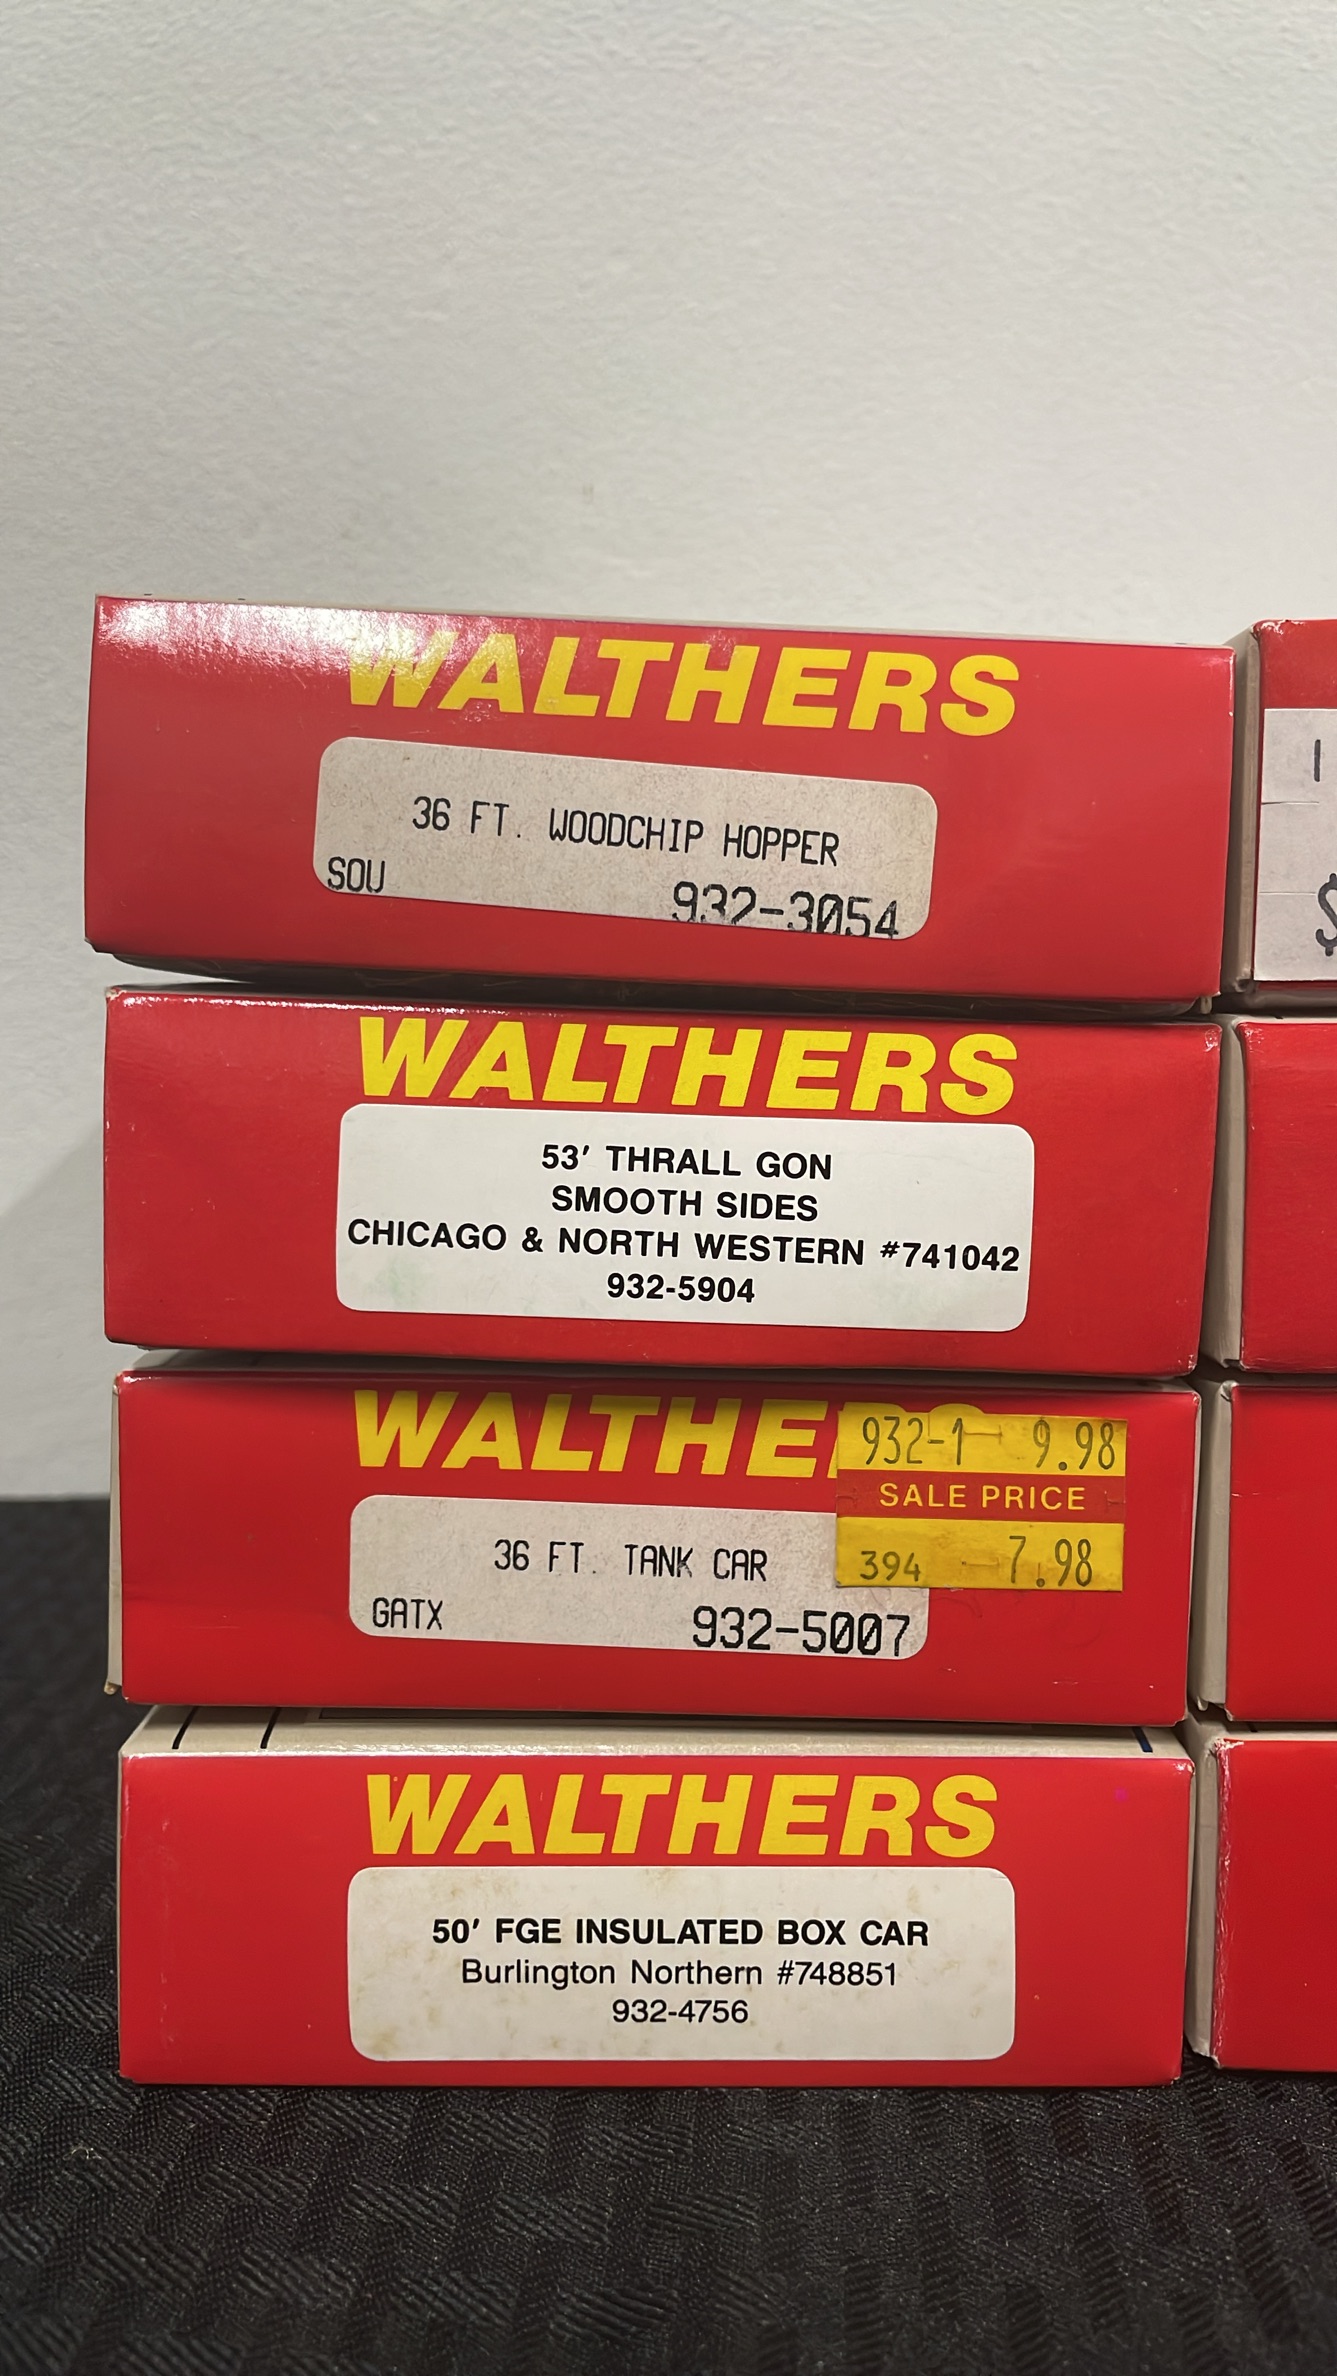 WALTHERS
36 FT. WOODCHIP HOPPER
SOU
932-3054
WALTHERS
53' THRALL GON
SMOOTH SIDES
CHICAGO & NORTH WESTERN #741042
932-5904
WALTHE
932-1 9.98
SALE PRICE
394 7.98
36 FT. TANK CAR
GATX
932-5007
WALTHERS
50' FGE INSULATED BOX CAR
Burlington Northern #748851
932-4756
$